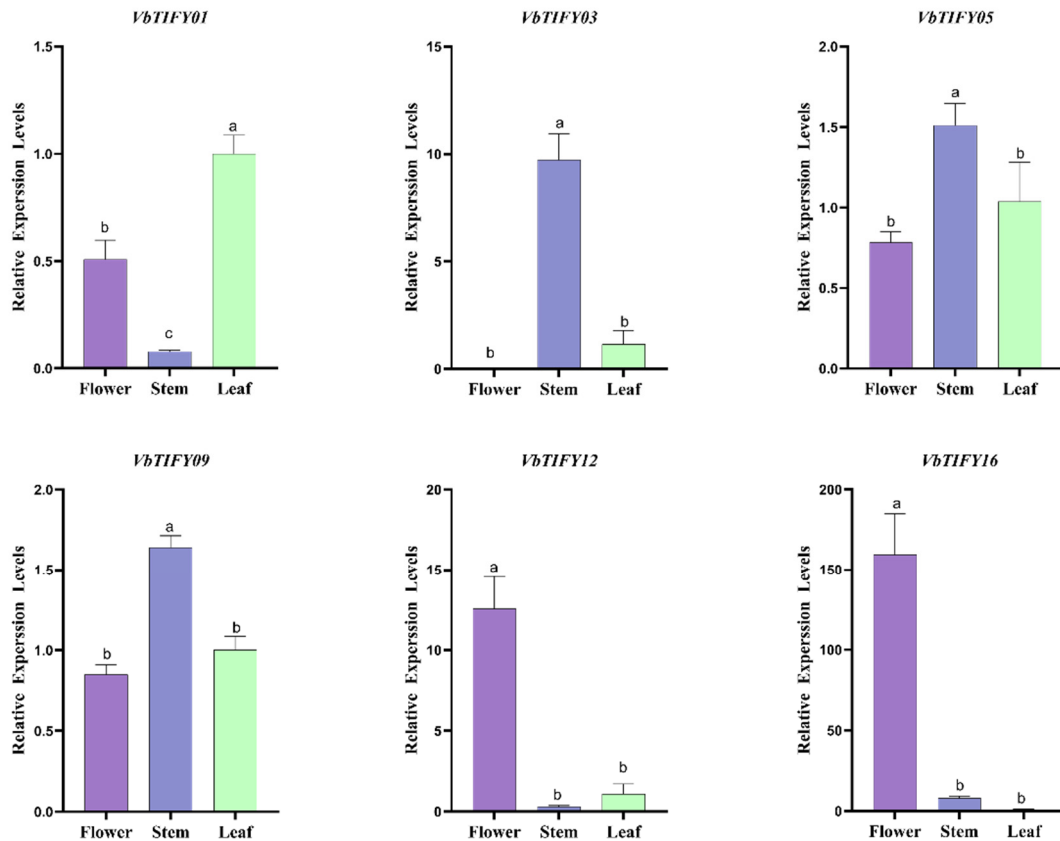 VbTIFY01
VbTIFY03
VbTIFY05
Relative Experssion Levels
1.5
1.0
0.5
0.0
b
c
a
Flower Stem Leaf
Relative Experssion Levels
15
10
5
0
b
a
b
Flower Stem Leaf
Relative Experssion Levels
2.0
1.5
1.0
0.5
0.0
b
a
b
Flower Stem Leaf
VbTIFY09
VbTIFY12
VbTIFY16
Relative Experssion Levels
2.0
1.5
1.0
0.5
0.0
b
a
b
Flower Stem Leaf
Relative Experssion Levels
20
15
10
5
0
a
b
b
Flower Stem Leaf
Relative Experssion Levels
200
150
100
50
0
a
b
b
Flower Stem Leaf